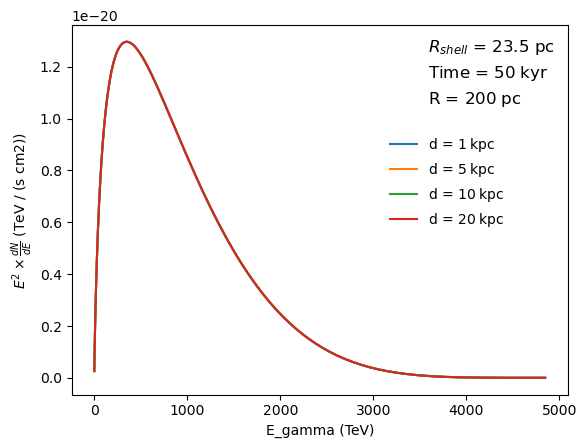 1e−20
R_shell = 23.5 pc
Time = 50 kyr
R = 200 pc
d = 1 kpc
d = 5 kpc
d = 10 kpc
d = 20 kpc
E² × dN/dE (TeV / (s cm2))
1.2
1.0
0.8
0.6
0.4
0.2
0.0
0 1000 2000 3000 4000 5000
E_gamma (TeV)